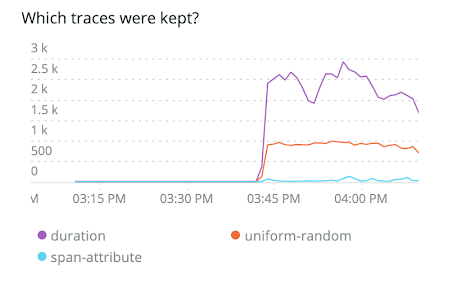 Which traces were kept?
3 k
2.5 k
2 k
1.5 k
1 k
500
0
03:15 PM 03:30 PM 03:45 PM 04:00 PM
duration uniform-random
span-attribute